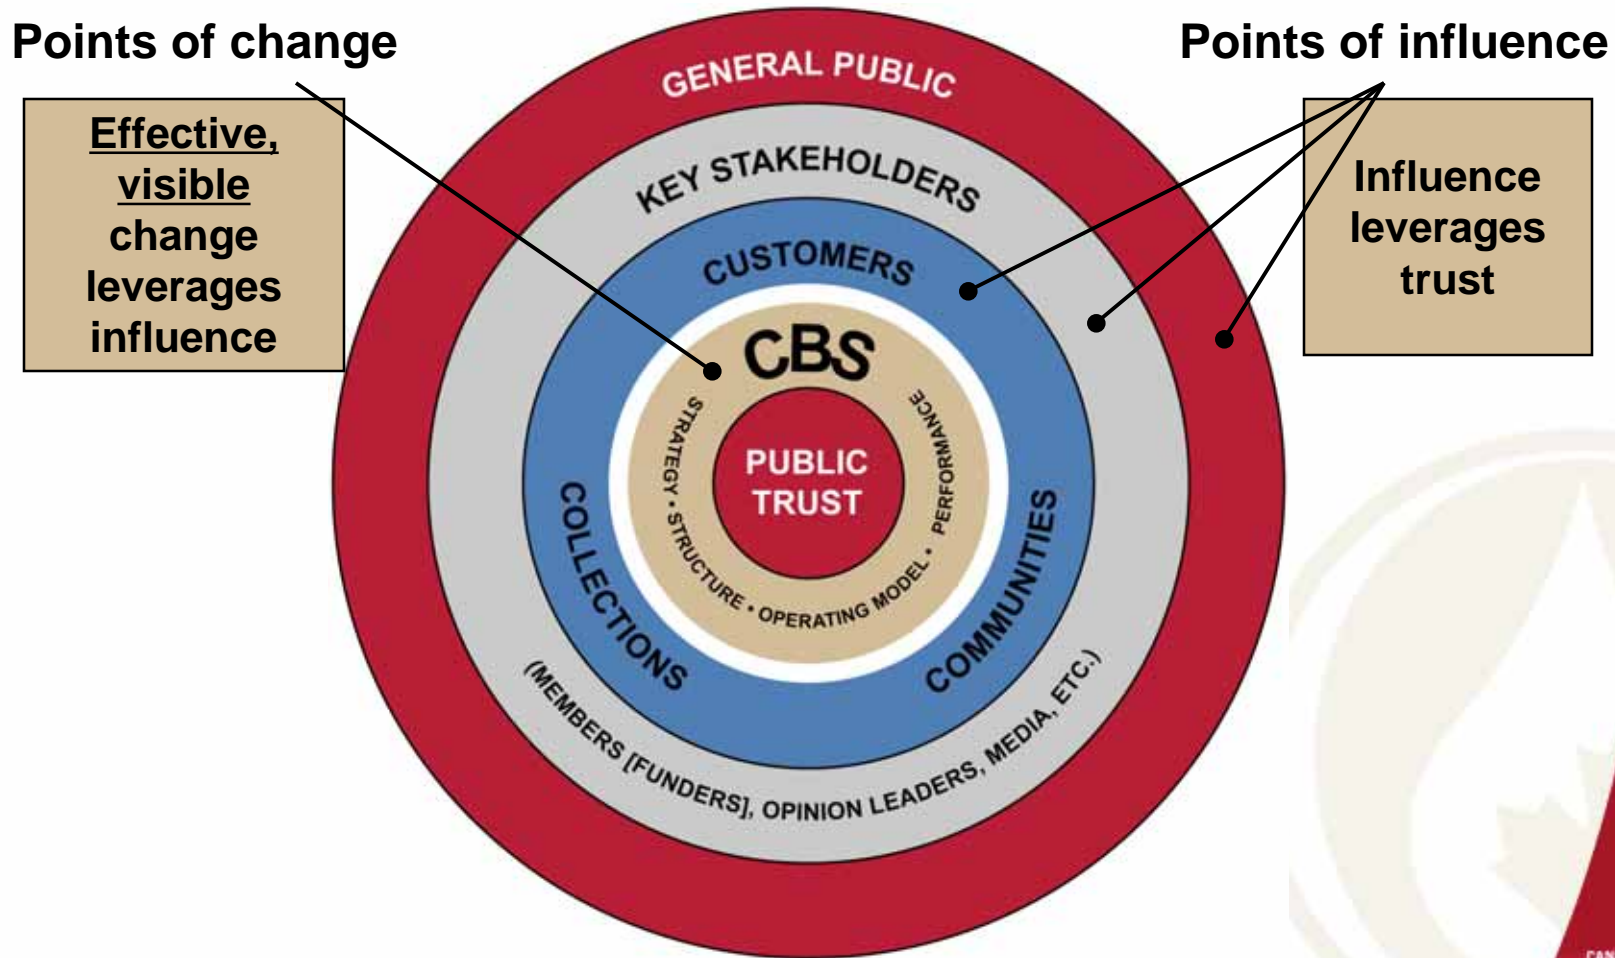 Points of change
Points of influence
Effective,
visible
change
leverages
influence
Influence
leverages
trust
GENERAL PUBLIC
KEY STAKEHOLDERS
CUSTOMERS
CBS
STRATEGY • STRUCTURE • OPERATING MODEL • PERFORMANCE
PUBLIC
TRUST
COLLECTIONS
COMMUNITIES
(MEMBERS [FUNDERS], OPINION LEADERS, MEDIA, ETC.)